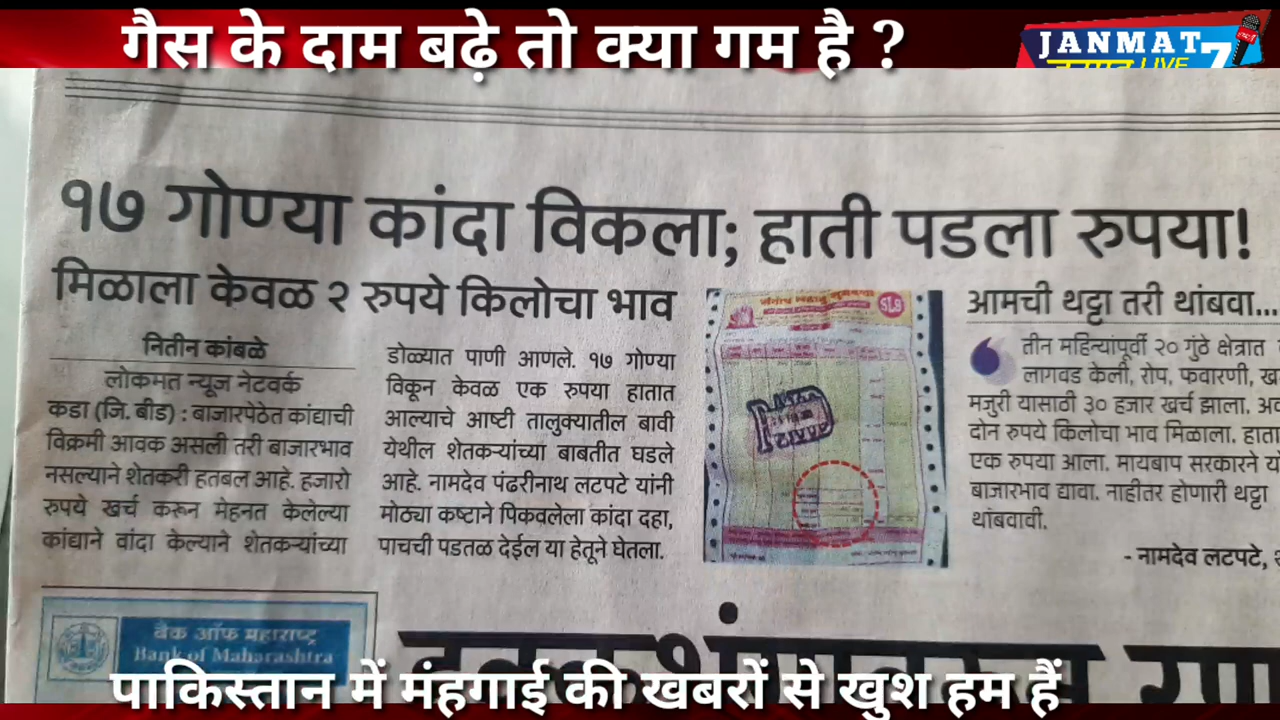 गैस के दाम बढ़े तो क्या गम है ?
JANMAT 7
LIVE
१७ गोण्या कांदा विकला; हाती पडला रुपया!
मिळाला केवळ २ रुपये किलोचा भाव
नितीन कांबळे
लोकमत न्यूज नेटवर्क
कडा (जि. बीड) : बाजारपेठेत कांद्याची
विक्रमी आवक असली तरी बाजारभाव
नसल्याने शेतकरी हतबल आहे. हजारो
रुपये खर्च करून मेहनत केलेल्या
कांद्याने वांदा केल्याने शेतकऱ्यांच्या
डोळ्यात पाणी आणले. १७ गोण्या
विकून केवळ एक रुपया हातात
आल्याचे आष्टी तालुक्यातील बावी
येथील शेतकऱ्यांच्या बाबतीत घडले
आहे. नामदेव पंढरीनाथ लटपटे यांनी
मोठ्या कष्टाने पिकवलेला कांदा दहा,
पाचची पडतळ देईल या हेतूने घेतला.
SLB
आमची थट्टा तरी थांबवा...
तीन महिन्यांपूर्वी २० गुंठे क्षेत्रात
लागवड केली, रोप, फवारणी,
मजुरी यासाठी ३० हजार खर्च झाला.
दोन रुपये किलोचा भाव मिळाला.
एक रुपया आला. मायबाप सरकारने
बाजारभाव द्यावा. नाहीतर होणारी थट्टा
थांबवावी.
- नामदेव लटपटे,
बैंक ऑफ महाराष्ट्र
Bank of Maharashtra
पाकिस्तान में मंहगाई की खबरों से खुश हम हैं